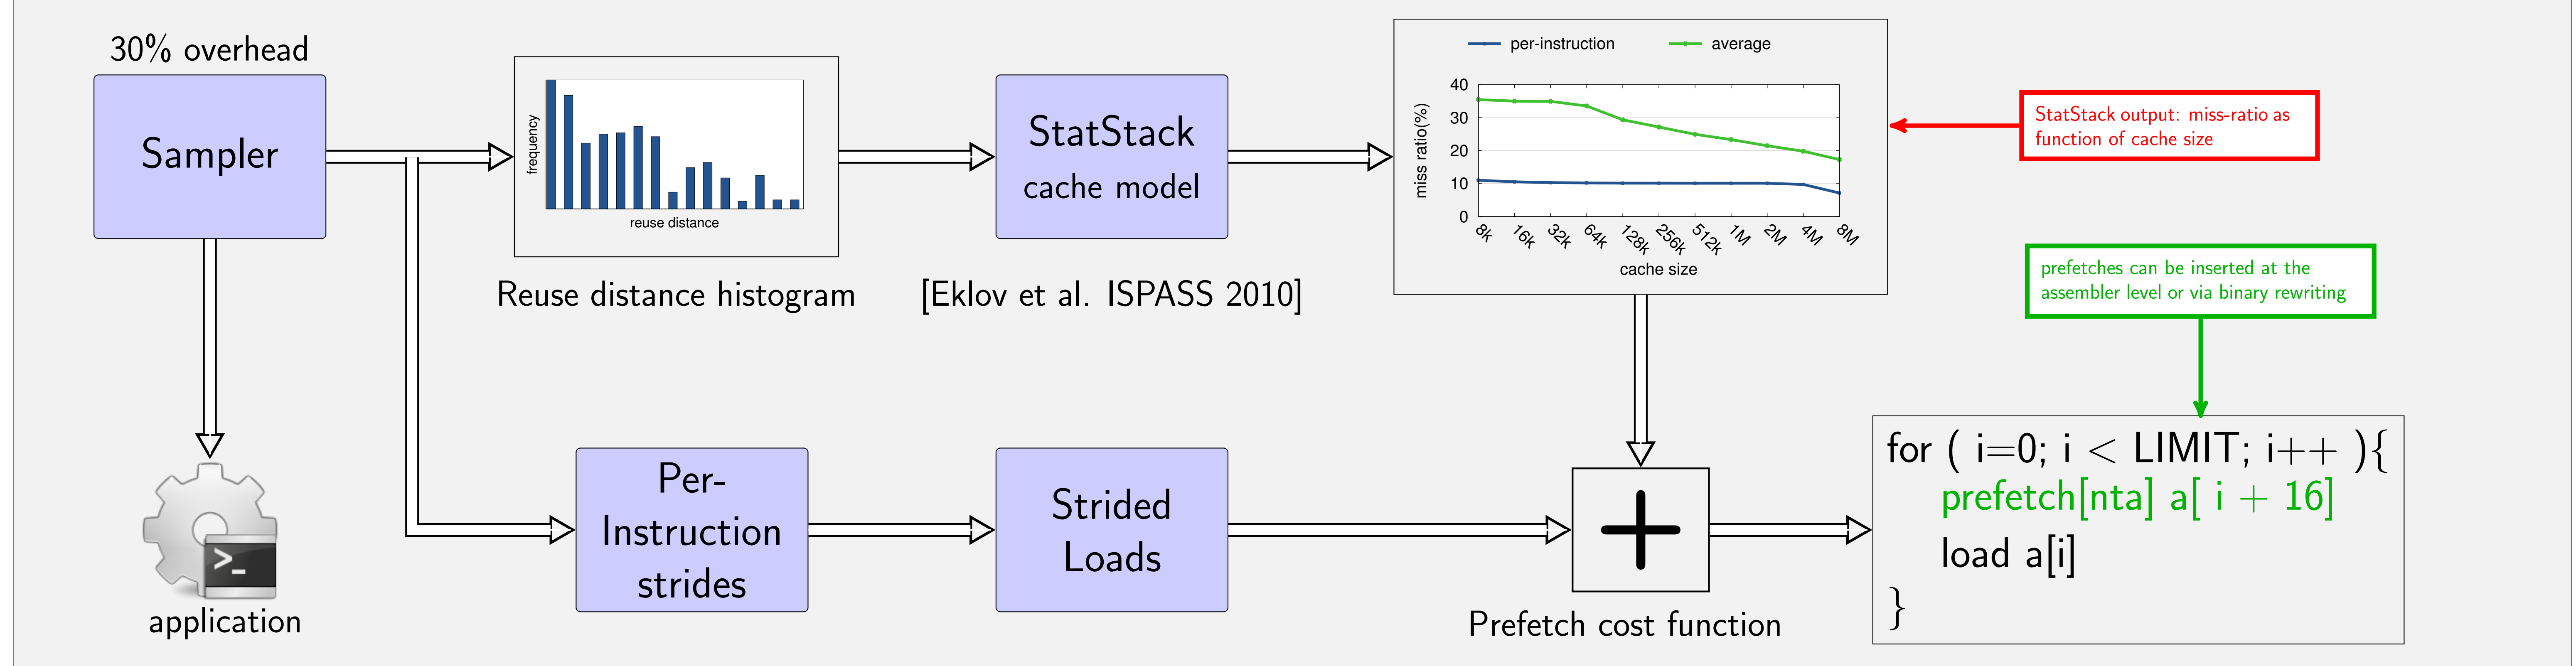 30% overhead
Sampler
application
frequency
reuse distance
Reuse distance histogram
StatStack
cache model
[Eklov et al. ISPASS 2010]
per-instruction
average
miss ratio(%)
40
30
20
10
0
8k
16k
32k
64k
128k
256k
512k
1M
2M
4M
8M
cache size
StatStack output: miss-ratio as
function of cache size
prefetches can be inserted at the
assembler level or via binary rewriting
Per-
Instruction
strides
Strided
Loads
+
Prefetch cost function
for ( i=0; i < LIMIT; i++ ){
prefetch[nta] a[ i + 16]
load a[i]
}
>_